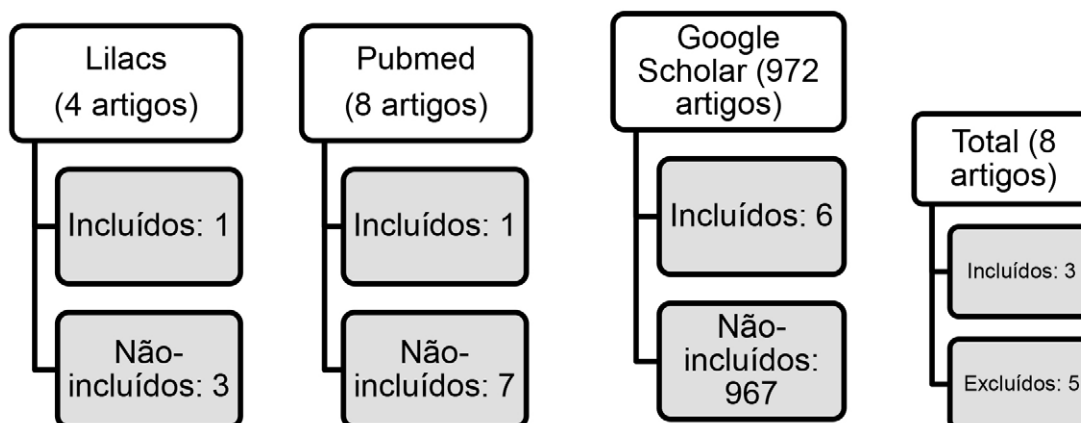 Lilacs
(4 artigos)
Incluídos: 1
Não-
incluídos: 3
Pubmed
(8 artigos)
Incluídos: 1
Não-
incluídos: 7
Google
Scholar (972
artigos)
Incluídos: 6
Não-
incluídos:
967
Total (8
artigos)
Incluídos: 3
Excluídos: 5